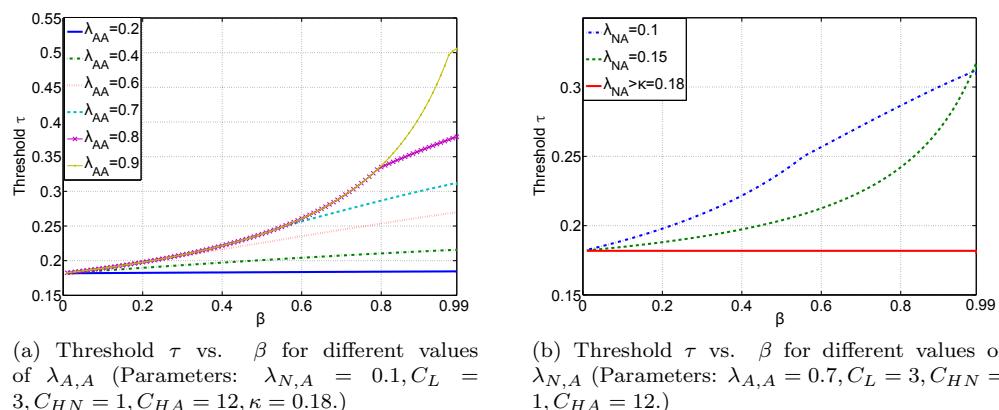 0.55
0.5
0.45
0.4
0.35
0.3
0.25
0.2
0.15
Threshold τ
λAA=0.2
λAA=0.4
λAA=0.6
λAA=0.7
λAA=0.8
λAA=0.9
0 0.2 0.4 0.6 0.8 0.99
β
(a) Threshold τ vs. β for different values
of λA,A (Parameters: λN,A = 0.1, CL =
3, CHN = 1, CHA = 12, κ = 0.18.)
0.3
0.25
0.2
0.15
Threshold τ
λNA=0.1
λNA=0.15
λNA>κ=0.18
0 0.2 0.4 0.6 0.8 0.99
β
(b) Threshold τ vs. β for different values o
λN,A (Parameters: λA,A = 0.7, CL = 3, CHN =
1, CHA = 12.)